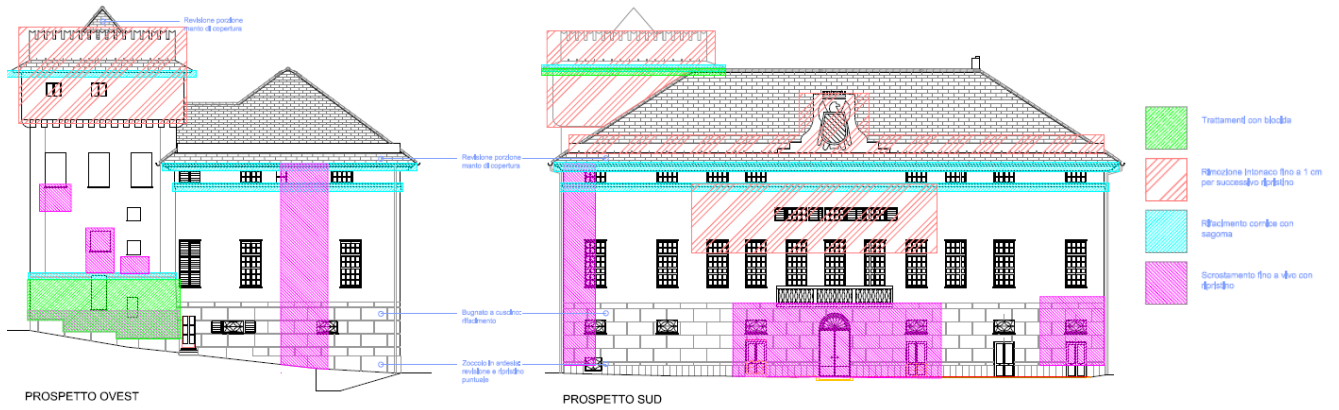 Revisione porzione
manto di copertura
Revisione porzione
manto di copertura
Bugnato a cuscino:
rifacimento
Zoccolo in ardesia:
revisione e ripristino
puntuale
PROSPETTO OVEST
PROSPETTO SUD
Trattamenti con biocida
Rimozione intonaco fino a 1 cm
per successivo ripristino
Rifacimento cornice con
sagoma
Scrostamento fino a vivo con
ripristino